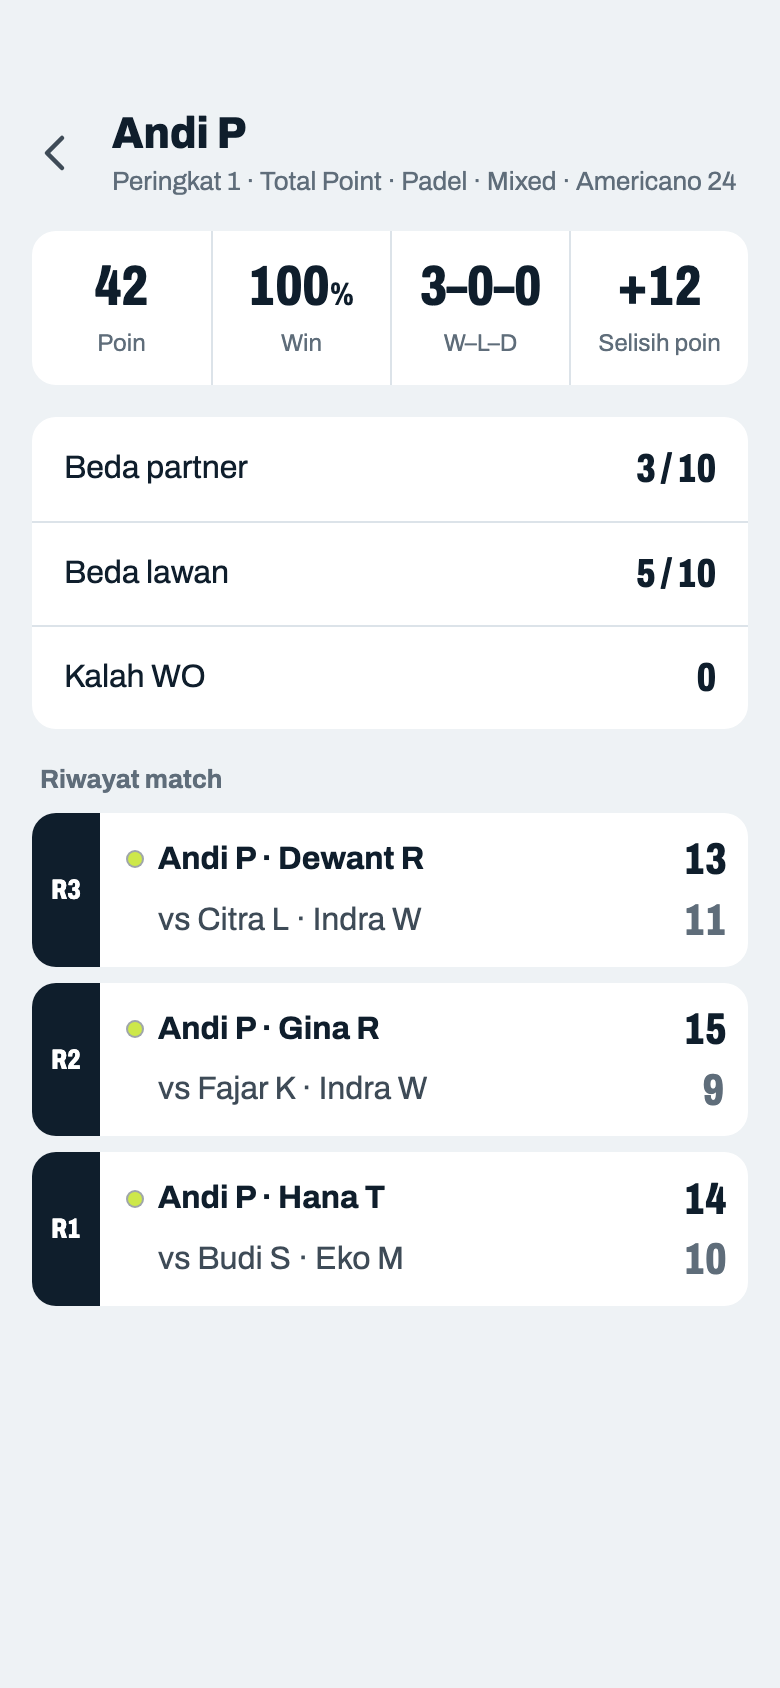 Andi P
Peringkat 1 · Total Point · Padel · Mixed · Americano 24
42
Poin
100%
Win
3–0–0
W–L–D
+12
Selisih poin
Beda partner 3/10
Beda lawan 5/10
Kalah WO 0
Riwayat match
R3
Andi P · Dewant R 13
vs Citra L · Indra W 11
R2
Andi P · Gina R 15
vs Fajar K · Indra W 9
R1
Andi P · Hana T 14
vs Budi S · Eko M 10